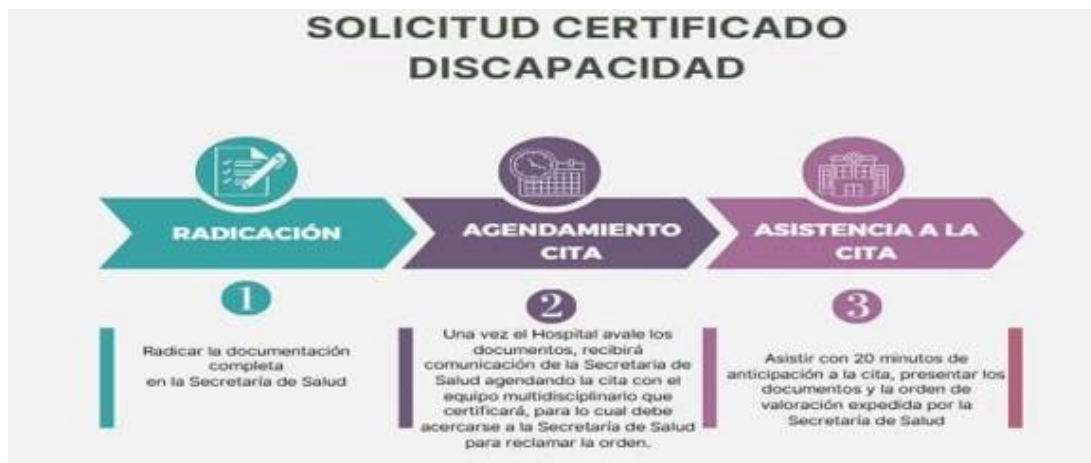 SOLICITUD CERTIFICADO
DISCAPACIDAD
RADICACIÓN
1
Radicar la documentación
completa
en la Secretaría de Salud
AGENDAMIENTO
CITA
2
Una vez el Hospital avale los
documentos, recibirá
comunicación de la Secretaría de
Salud agendando la cita con el
equipo multidisciplinario que
certificará, para lo cual debe
acercarse a la Secretaría de Salud
para reclamar la orden.
ASISTENCIA A LA
CITA
3
Asistir con 20 minutos de
anticipación a la cita, presentar los
documentos y la orden de
valoración expedida por la
Secretaría de Salud